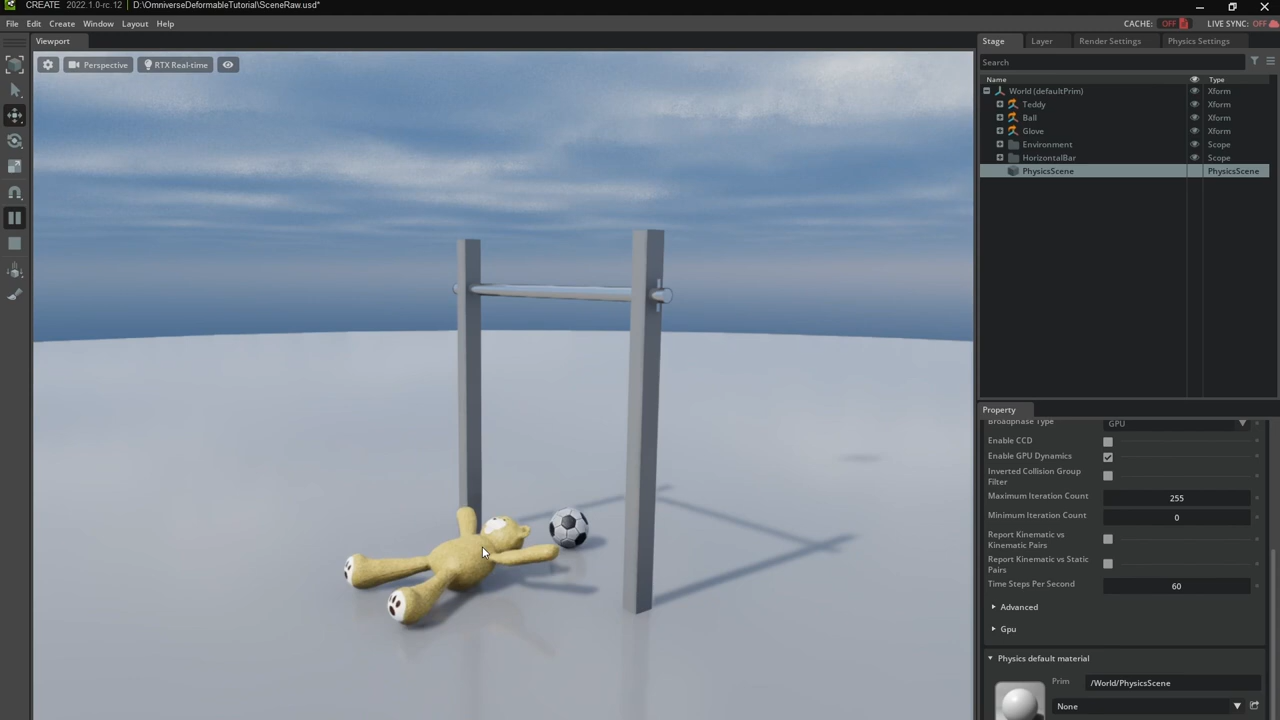 CREATE 2022.1.0-rc.12 D:\OmniverseDeformableTutorial\SceneRaw.usd*
File Edit Create Window Layout Help CACHE: OFF LIVE SYNC: OFF
Viewport
Stage Layer Render Settings Physics Settings
Perspective RTX Real-time
Search
Name Type
World (defaultPrim) Xform
Teddy Xform
Ball Xform
Glove Xform
Environment Scope
HorizontalBar Scope
PhysicsScene PhysicsScene
Property
Broadphase Type GPU
Enable CCD
Enable GPU Dynamics
Inverted Collision Group
Filter
Maximum Iteration Count 255
Minimum Iteration Count 0
Report Kinematic vs
Kinematic Pairs
Report Kinematic vs Static
Pairs
Time Steps Per Second 60
Advanced
Gpu
Physics default material
Prim /World/PhysicsScene
None